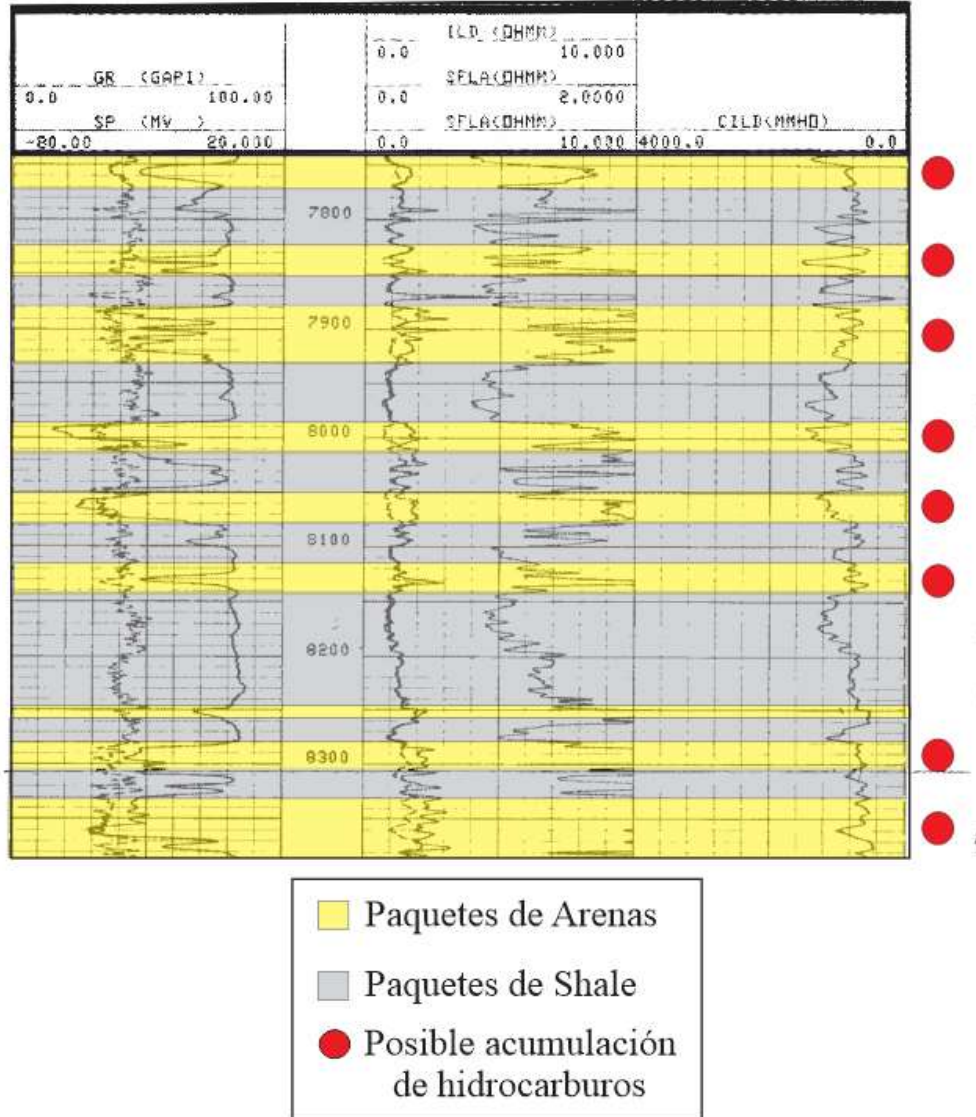 ILD (OHMM)
0.0 10.000
GR (GAPI) SFLA(OHMM)
0.0 100.00 0.0 2.0000
SP (MV ) SFLA(OHMM) CILD(MMHO)
-80.00 20.000 0.0 10.000 4000.0 0.0
7800
7900
8000
8100
8200
8300
Paquetes de Arenas
Paquetes de Shale
Posible acumulación
de hidrocarburos